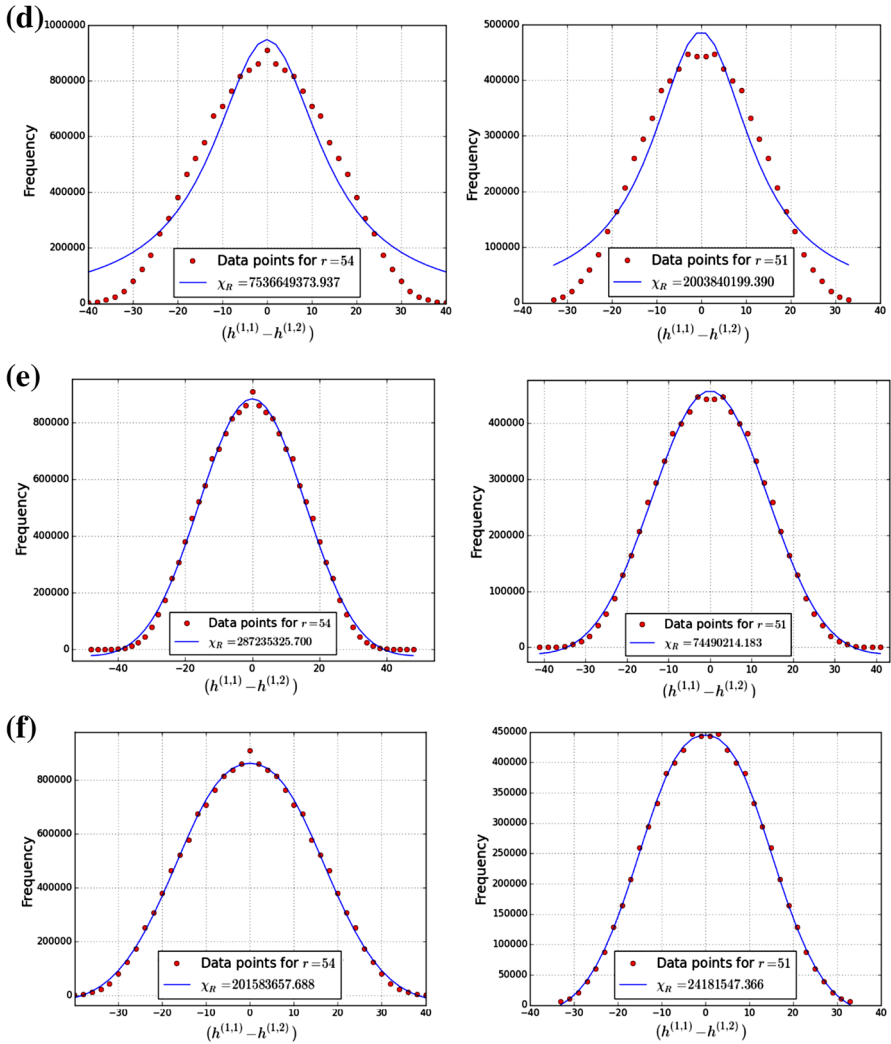 (d)
1000000
800000
600000
400000
200000
0
Frequency
−40 −30 −20 −10 0 10 20 30 40
(h^(1,1) − h^(1,2))
Data points for r = 54
χ_R = 7536649373.937
500000
400000
300000
200000
100000
0
Frequency
−30 −20 −10 0 10 20 30 40
(h^(1,1) − h^(1,2))
Data points for r = 51
χ_R = 2003840199.390
(e)
800000
600000
400000
200000
0
Frequency
−40 −20 0 20 40
(h^(1,1) − h^(1,2))
Data points for r = 54
χ_R = 287235325.700
400000
300000
200000
100000
0
Frequency
−40 −30 −20 −10 0 10 20 30 40
(h^(1,1) − h^(1,2))
Data points for r = 51
χ_R = 74490214.183
(f)
800000
600000
400000
200000
0
Frequency
−30 −20 −10 0 10 20 30 40
(h^(1,1) − h^(1,2))
Data points for r = 54
χ_R = 201583657.688
450000
400000
350000
300000
250000
200000
150000
100000
50000
0
Frequency
−40 −30 −20 −10 0 10 20 30 40
(h^(1,1) − h^(1,2))
Data points for r = 51
χ_R = 24181547.366